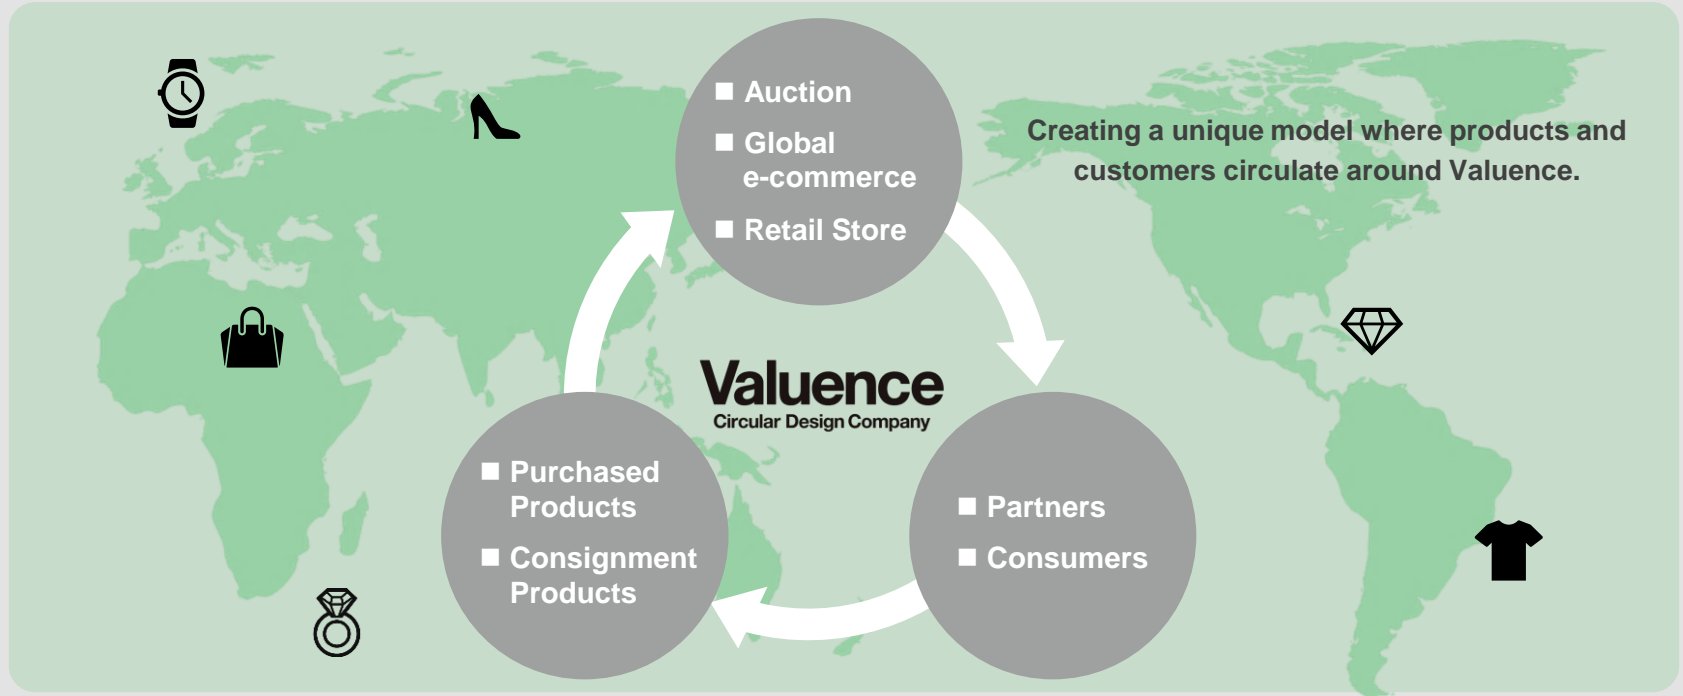 ■ Auction
■ Global
e-commerce
■ Retail Store
Creating a unique model where products and
customers circulate around Valuence.
Valuence
Circular Design Company
■ Purchased
Products
■ Consignment
Products
■ Partners
■ Consumers